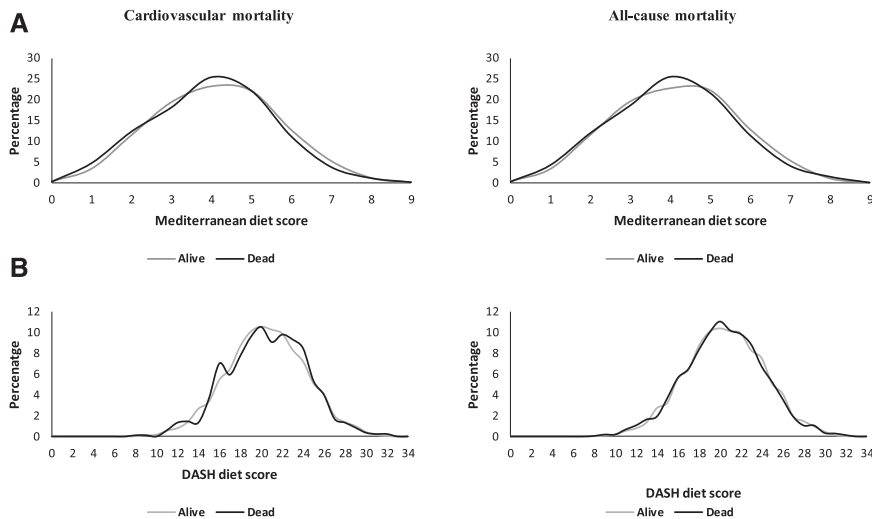 A
Cardiovascular mortality
All-cause mortality
30
25
20
15
10
5
0
Percentage
0 1 2 3 4 5 6 7 8 9
Mediterranean diet score
Alive Dead
30
25
20
15
10
5
0
Percentage
0 1 2 3 4 5 6 7 8 9
Mediterranean diet score
Alive Dead
B
12
10
8
6
4
2
0
Percenatge
0 2 4 6 8 10 12 14 16 18 20 22 24 26 28 30 32 34
DASH diet score
Alive Dead
12
10
8
6
4
2
0
Percentage
0 2 4 6 8 10 12 14 16 18 20 22 24 26 28 30 32 34
DASH diet score
Alive Dead